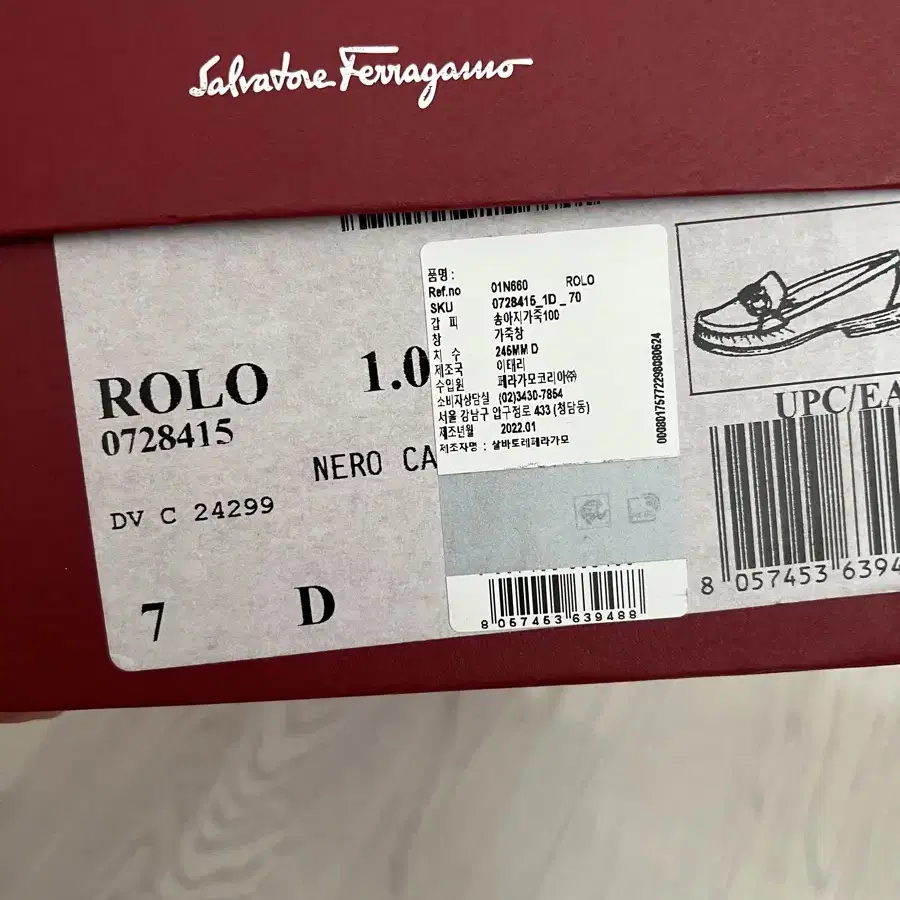 Salvatore Ferragamo
ROLO
0728415
1.0
NERO CA
DV C 24299
7 D
품명 :
Ref.no 01N660 ROLO
SKU 0728415_1D_70
갑 피 송아지가죽100
창 가죽창
치 수 245MM D
제조국 이태리
수입원 페라가모코리아㈜
소비자상담실 (02)3430-7854
서울 강남구 압구정로 433 (청담동)
제조년월 2022.01
제조자명 : 살바토레페라가모
00080175772298080624
8 057453 639488
UPC/EA
8 057453 6394